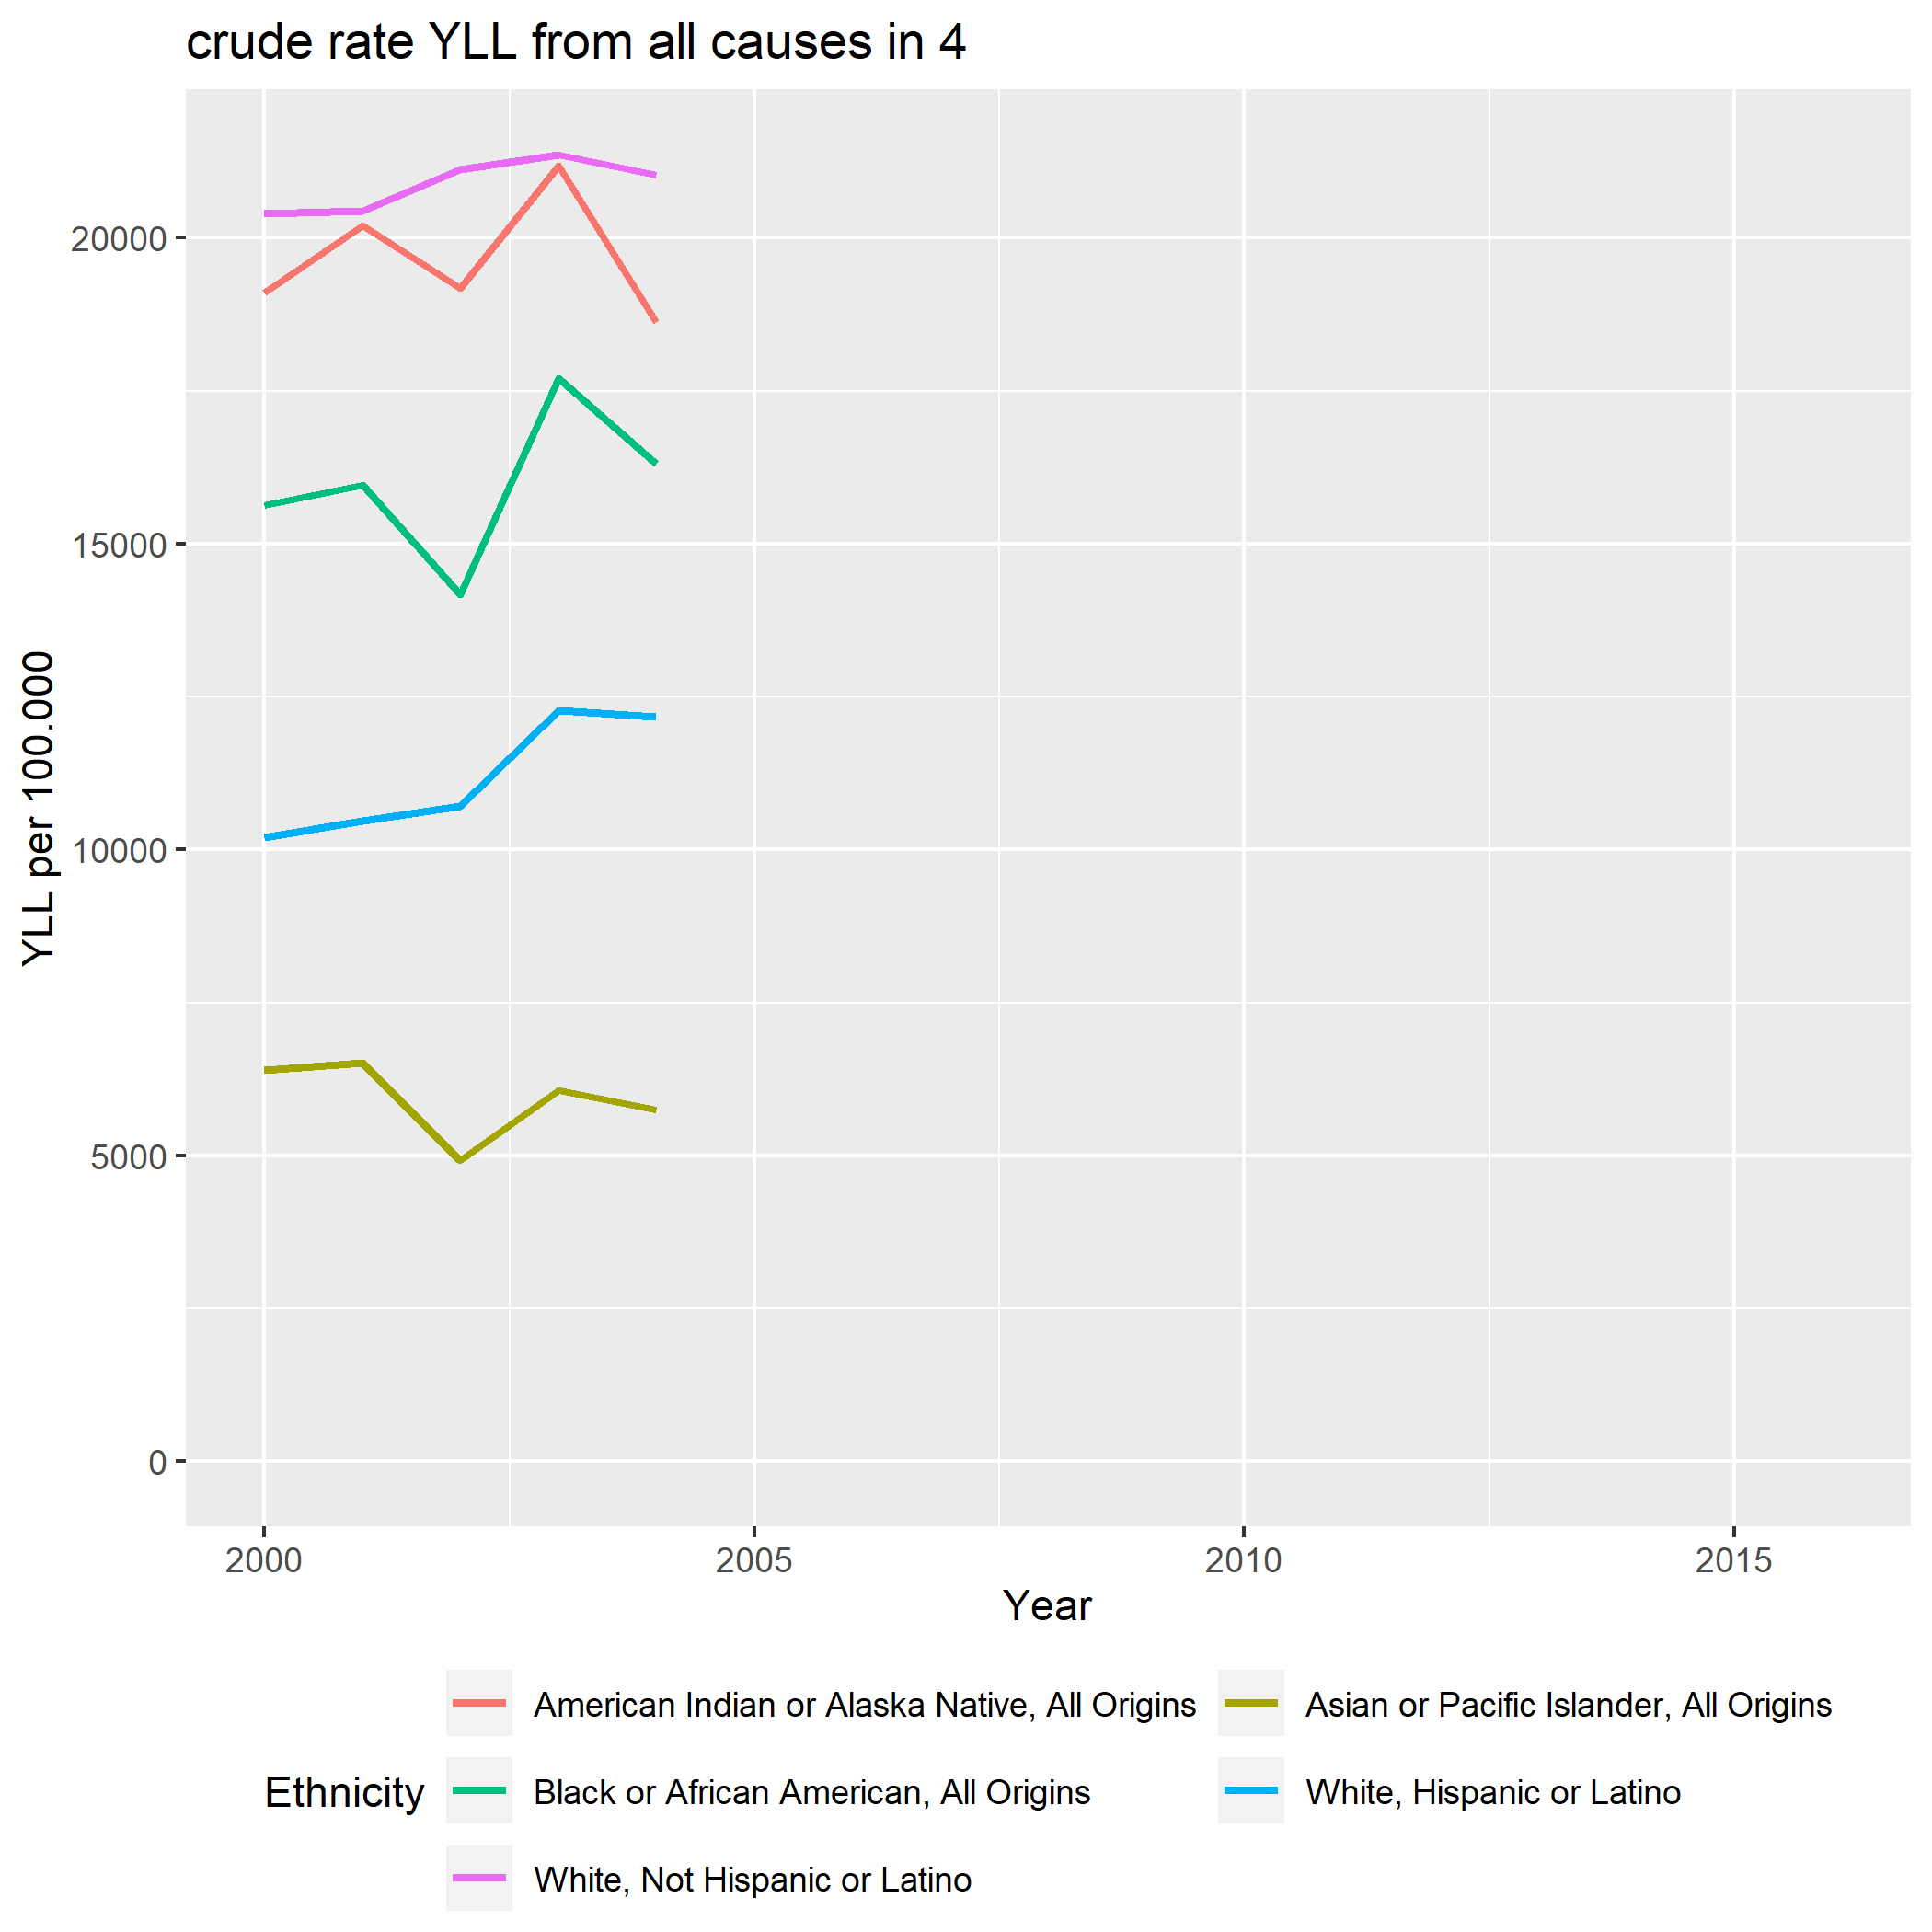 crude rate YLL from all causes in 4
YLL per 100.000
20000
15000
10000
5000
0
2000 2005 2010 2015
Year
Ethnicity
American Indian or Alaska Native, All Origins
Asian or Pacific Islander, All Origins
Black or African American, All Origins
White, Hispanic or Latino
White, Not Hispanic or Latino